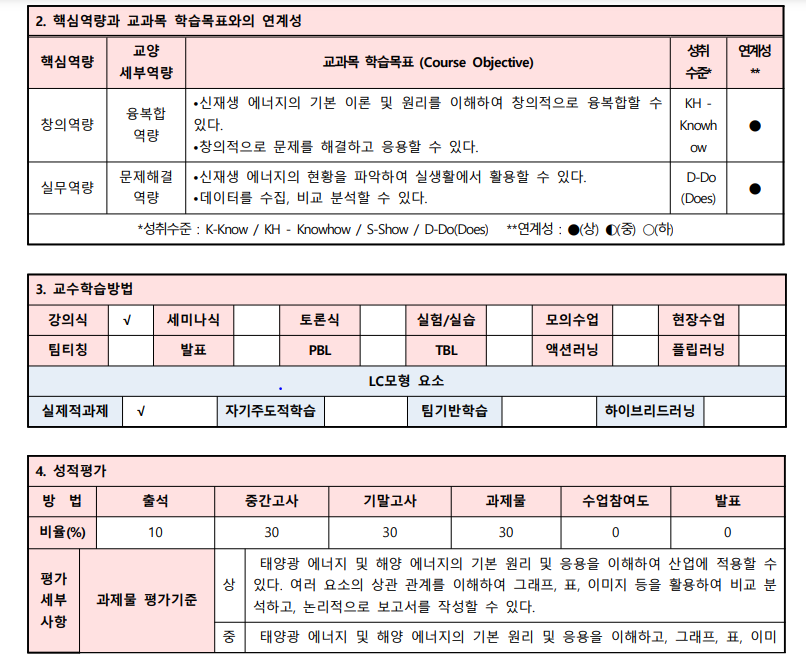 2. 핵심역량과 교과목 학습목표와의 연계성
핵심역량 교양 세부역량 교과목 학습목표 (Course Objective) 성취 수준* 연계성 **
창의역량 융복합 역량 •신재생 에너지의 기본 이론 및 원리를 이해하여 창의적으로 융복합할 수
있다.
•창의적으로 문제를 해결하고 응용할 수 있다.
KH -
Knowh
ow
●
실무역량 문제해결 역량 •신재생 에너지의 현황을 파악하여 실생활에서 활용할 수 있다.
•데이터를 수집, 비교 분석할 수 있다.
D-Do
(Does)
●
*성취수준 : K-Know / KH - Knowhow / S-Show / D-Do(Does) **연계성 : ●(상) ◐(중) ○(하)
3. 교수학습방법
강의식 √ 세미나식 토론식 실험/실습 모의수업 현장수업
팀티칭 발표 PBL TBL 액션러닝 플립러닝
LC모형 요소
실제적과제 √ 자기주도적학습 팀기반학습 하이브리드러닝
4. 성적평가
방 법 출석 중간고사 기말고사 과제물 수업참여도 발표
비율(%) 10 30 30 30 0 0
평가
세부
사항
과제물 평가기준
상
태양광 에너지 및 해양 에너지의 기본 원리 및 응용을 이해하여 산업에 적용할 수
있다. 여러 요소의 상관 관계를 이해하여 그래프, 표, 이미지 등을 활용하여 비교 분
석하고, 논리적으로 보고서를 작성할 수 있다.
중 태양광 에너지 및 해양 에너지의 기본 원리 및 응용을 이해하고, 그래프, 표, 이미